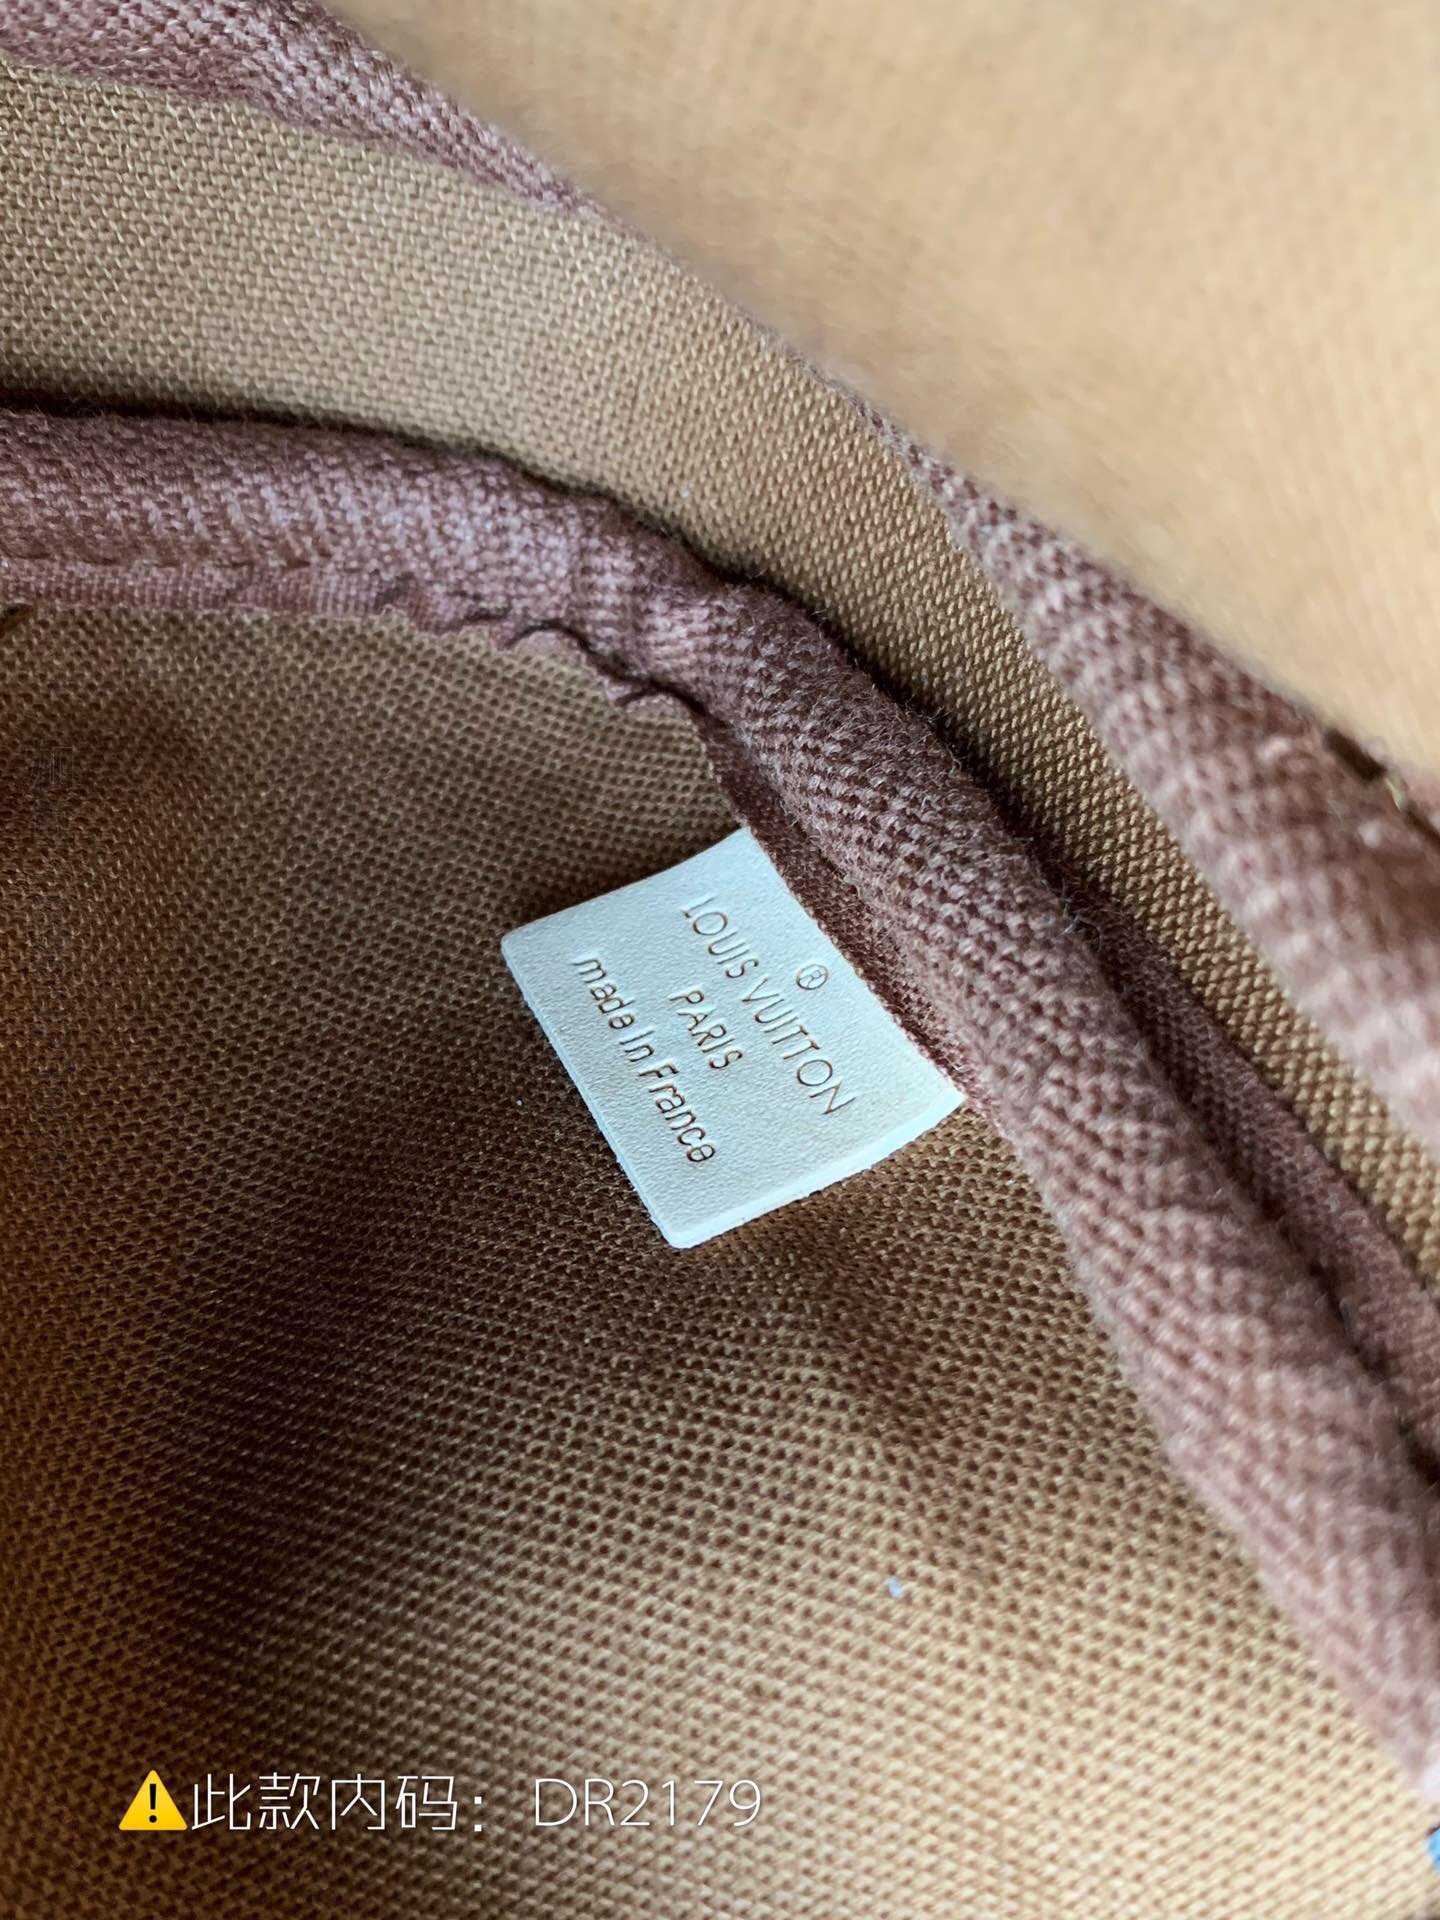 ®
LOUIS VUITTON
PARIS
made in France
⚠此款内码：DR2179